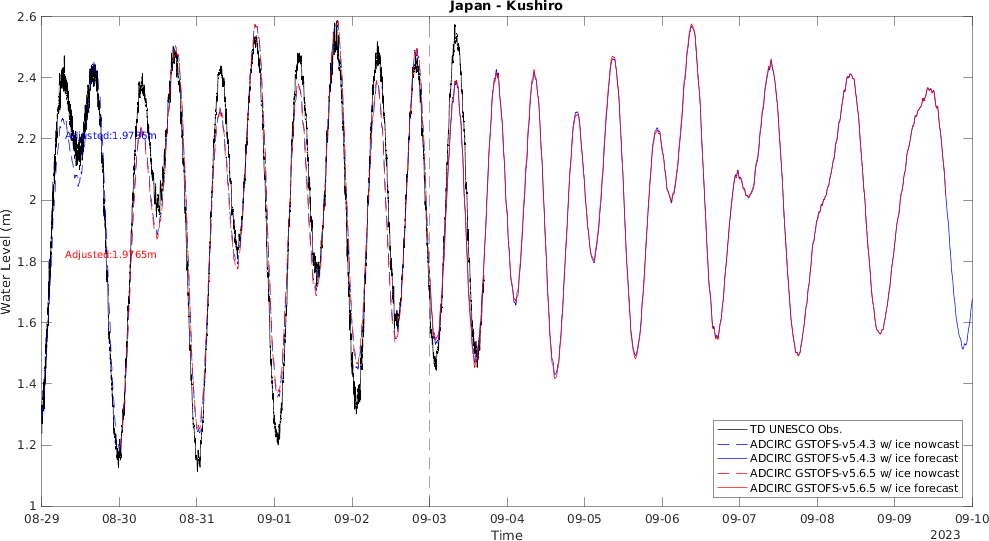 Japan - Kushiro
2.6
2.4
2.2
2
1.8
1.6
1.4
1.2
1
Water Level (m)
Adjusted:1.9796m
Adjusted:1.9765m
TD UNESCO Obs.
ADCIRC GSTOFS-v5.4.3 w/ ice nowcast
ADCIRC GSTOFS-v5.4.3 w/ ice forecast
ADCIRC GSTOFS-v5.6.5 w/ ice nowcast
ADCIRC GSTOFS-v5.6.5 w/ ice forecast
08-29 08-30 08-31 09-01 09-02 09-03 09-04 09-05 09-06 09-07 09-08 09-09 09-10
Time
2023